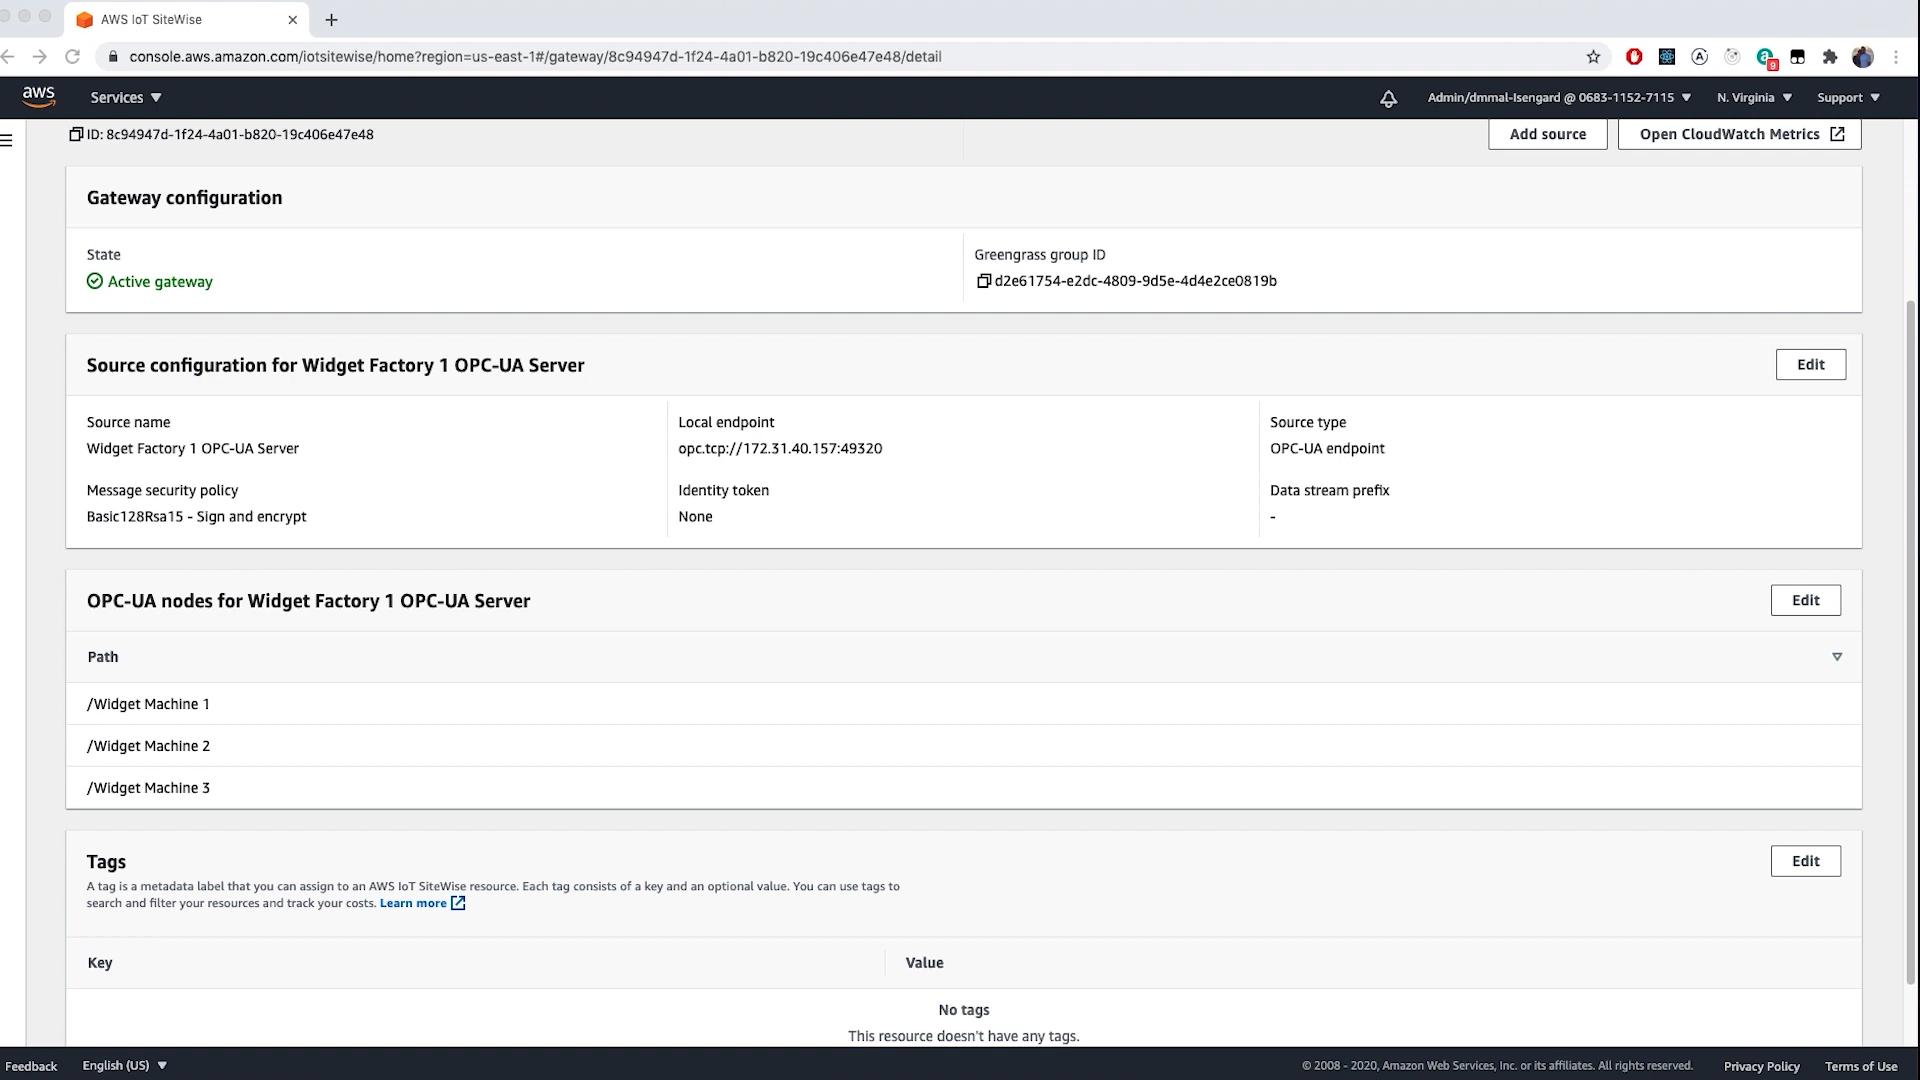 AWS IoT SiteWise
console.aws.amazon.com/iotsitewise/home?region=us-east-1#/gateway/8c94947d-1f24-4a01-b820-19c406e47e48/detail
9
aws
Services
Admin/dmmal-Isengard @ 0683-1152-7115
N. Virginia
Support
ID: 8c94947d-1f24-4a01-b820-19c406e47e48
Add source
Open CloudWatch Metrics
Gateway configuration
State
Active gateway
Greengrass group ID
d2e61754-e2dc-4809-9d5e-4d4e2ce0819b
Source configuration for Widget Factory 1 OPC-UA Server
Edit
Source name
Widget Factory 1 OPC-UA Server
Local endpoint
opc.tcp://172.31.40.157:49320
Source type
OPC-UA endpoint
Message security policy
Basic128Rsa15 - Sign and encrypt
Identity token
None
Data stream prefix
-
OPC-UA nodes for Widget Factory 1 OPC-UA Server
Edit
Path
/Widget Machine 1
/Widget Machine 2
/Widget Machine 3
Tags
Edit
A tag is a metadata label that you can assign to an AWS IoT SiteWise resource. Each tag consists of a key and an optional value. You can use tags to
search and filter your resources and track your costs. Learn more
Key
Value
No tags
This resource doesn't have any tags.
Feedback
English (US)
© 2008 - 2020, Amazon Web Services, Inc. or its affiliates. All rights reserved.
Privacy Policy
Terms of Use